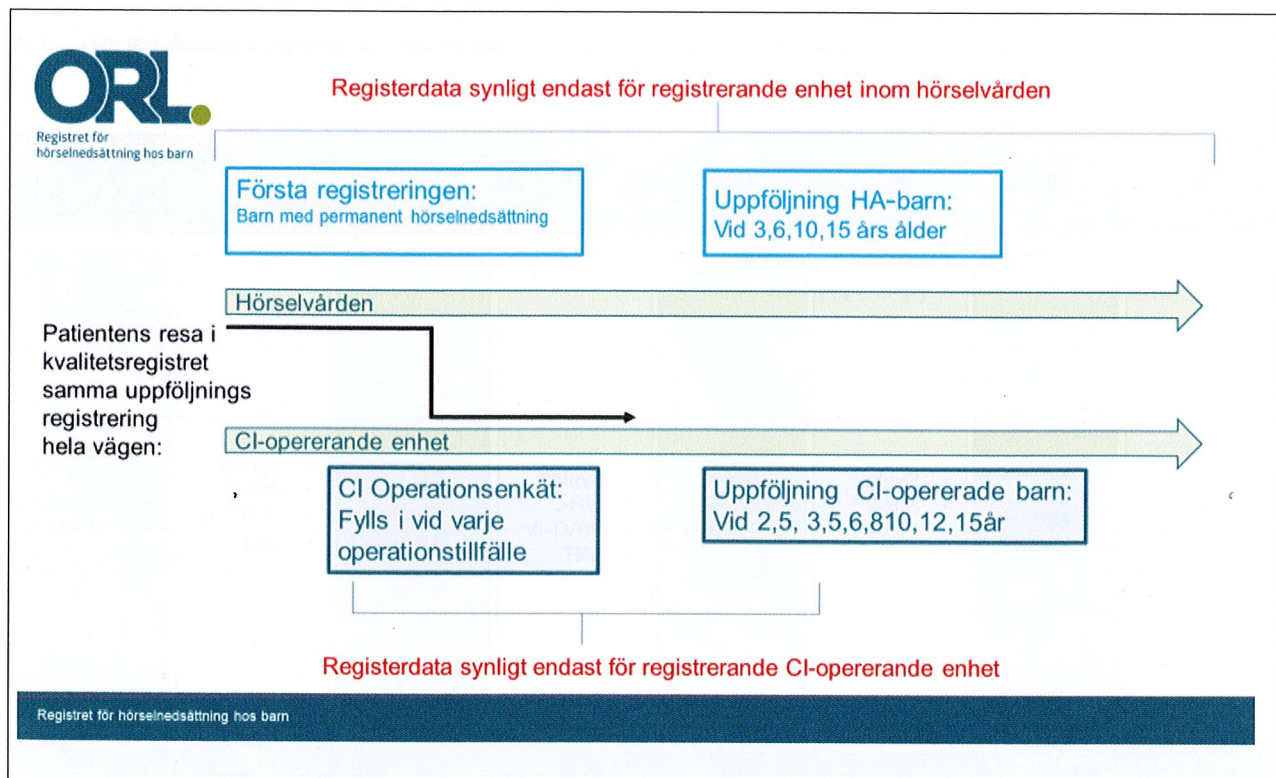 ORL.
Registret för
hörselnedsättning hos barn
Registerdata synligt endast för registrerande enhet inom hörselvården
Första registreringen:
Barn med permanent hörselnedsättning
Uppföljning HA-barn:
Vid 3,6,10,15 års ålder
Hörselvården
Patientens resa i
kvalitetsregistret
samma uppföljnings
registrering
hela vägen:
CI-opererande enhet
CI Operationsenkät:
Fylls i vid varje
operationstillfälle
Uppföljning CI-opererade barn:
Vid 2,5, 3,5,6,810,12,15år
Registerdata synligt endast för registrerande CI-opererande enhet
Registret för hörselnedsättning hos barn